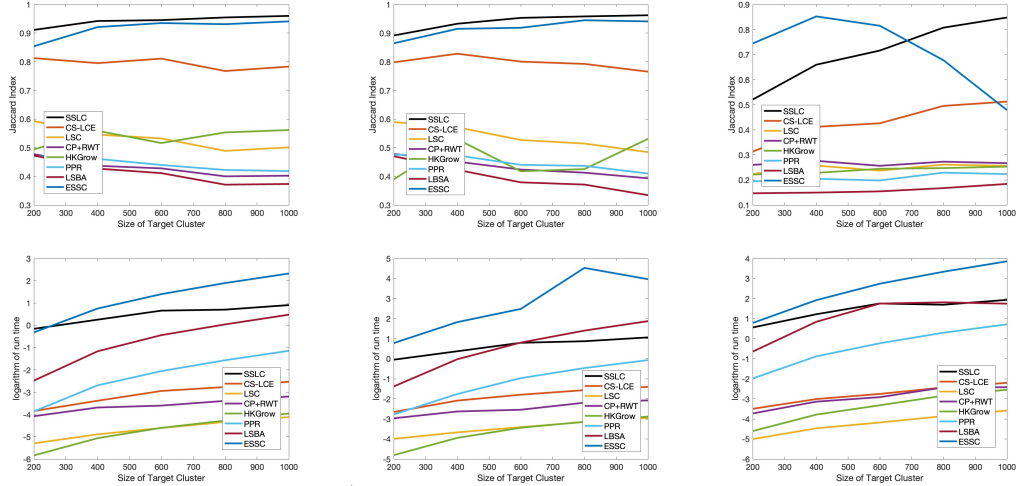 1
0.9
0.8
0.7
0.6
0.5
0.4
0.3
Jaccard Index
SSLC
CS-LCE
LSC
CP+RWT
HKGrow
PPR
LBSA
ESSC
200 300 400 500 600 700 800 900 1000
Size of Target Cluster
1
0.9
0.8
0.7
0.6
0.5
0.4
0.3
Jaccard Index
SSLC
CS-LCE
LSC
CP+RWT
HKGrow
PPR
LBSA
ESSC
200 300 400 500 600 700 800 900 1000
Size of Target Cluster
0.9
0.8
0.7
0.6
0.5
0.4
0.3
0.2
0.1
Jaccard Index
SSLC
CS-LCE
LSC
CP+RWT
HKGrow
PPR
LSBA
ESSC
200 300 400 500 600 700 800 900 1000
Size of Target Cluster
3
2
1
0
-1
-2
-3
-4
-5
-6
logarithm of run time
SSLC
CS-LCE
LSC
CP+RWT
HKGrow
PPR
LSBA
ESSC
200 300 400 500 600 700 800 900 1000
Size of Target Cluster
5
4
3
2
1
0
-1
-2
-3
-4
-5
logarithm of run time
SSLC
CS-LCE
LSC
CP+RWT
HKGrow
PPR
LBSA
ESSC
200 300 400 500 600 700 800 900 1000
Size of Target Cluster
4
3
2
1
0
-1
-2
-3
-4
-5
-6
logarithm of run time
SSLC
CS-LCE
LSC
CP+RWT
HKGrow
PPR
LSBA
ESSC
200 300 400 500 600 700 800 900 1000
Size of Target Cluster